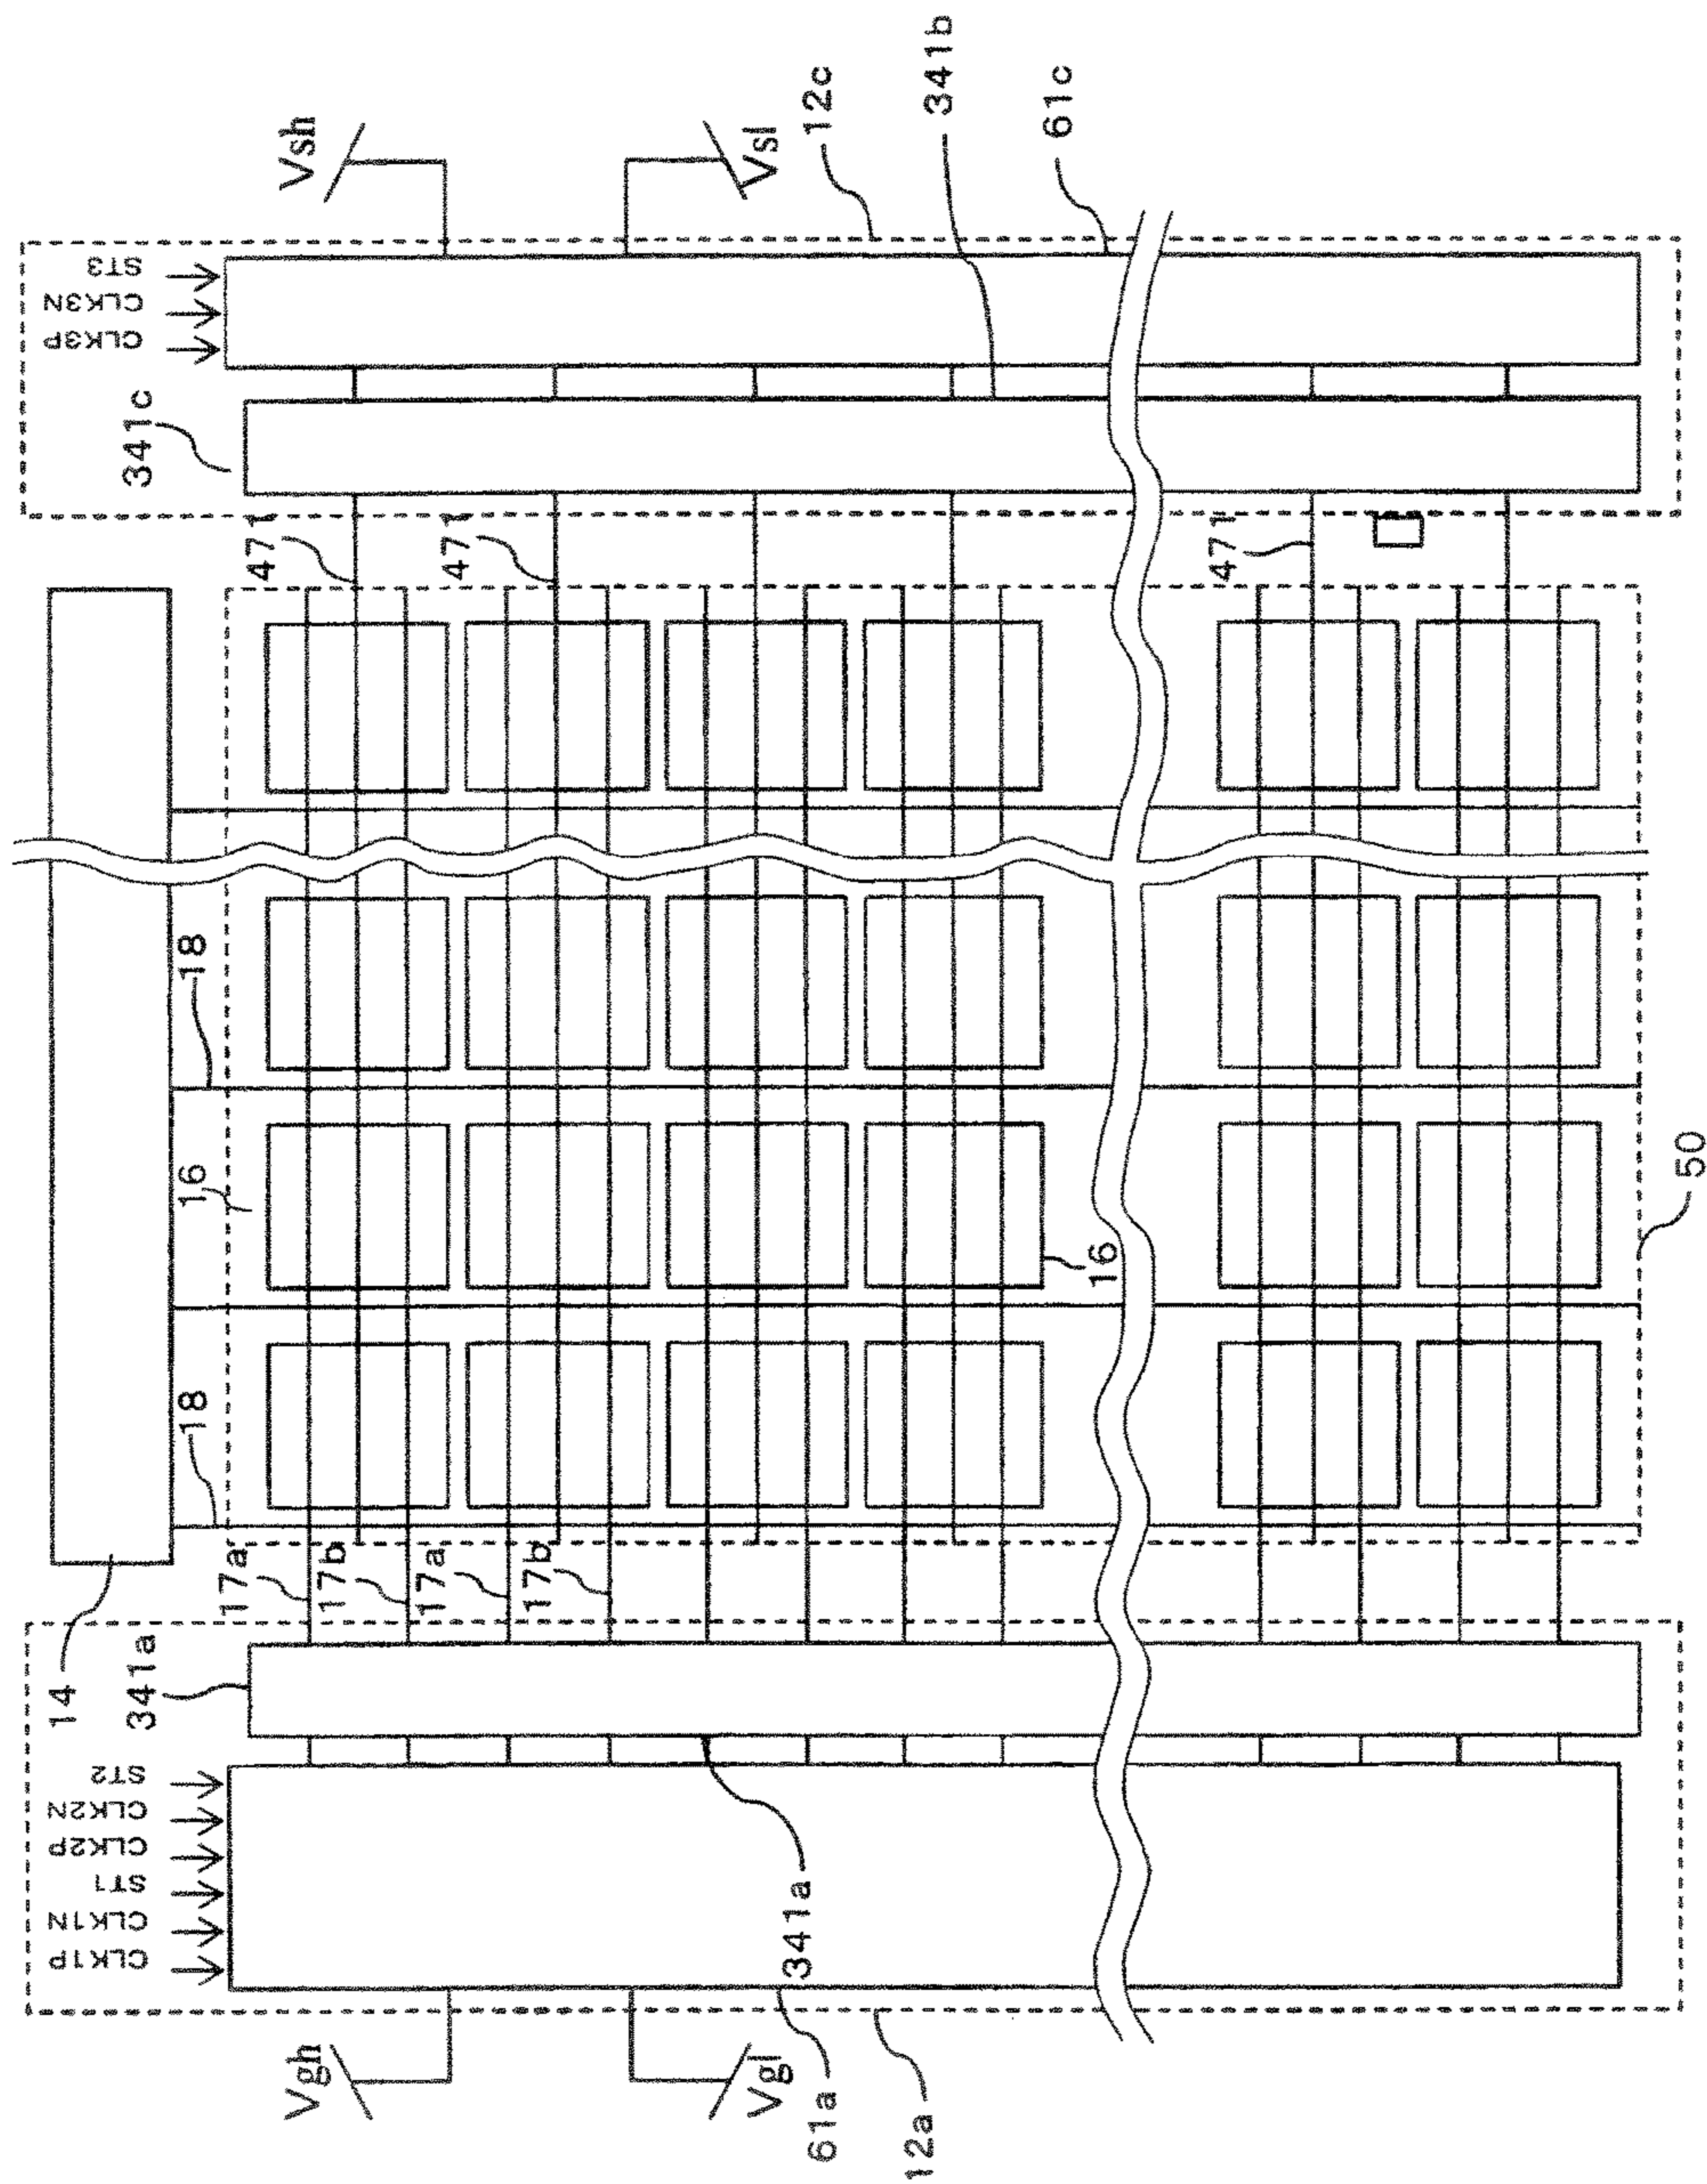 14
18
16
18
CLK1P
CLK1N
ST1
CLK2P
CLK2N
ST2
341a
17a
17b
17a
17b
341c
CLK3P
CLK3N
ST3
471
471
471
Vgh
Vgl
Vsh
Vsl
61a
12a
341a
16
50
12c
341b
61c